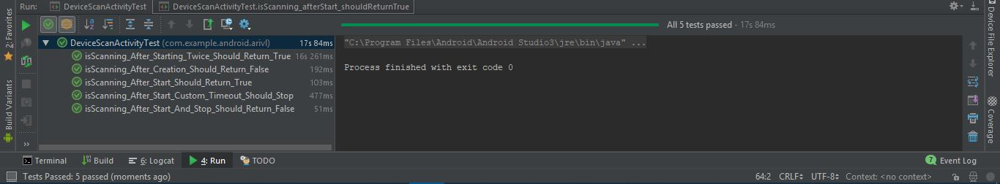 Run:
DeviceScanActivityTest
DeviceScanActivityTest.isScanning_afterStart_shouldReturnTrue
All 5 tests passed - 17s 84ms
DeviceScanActivityTest (com.example.android.arivl) 17s 84ms
isScanning_After_Starting_Twice_Should_Return_True 16s 261ms
isScanning_After_Creation_Should_Return_False 192ms
isScanning_After_Start_Should_Return_True 103ms
isScanning_After_Start_Custom_Timeout_Should_Stop 477ms
isScanning_After_Start_And_Stop_Should_Return_False 51ms
"C:\Program Files\Android\Android Studio3\jre\bin\java" ...
Process finished with exit code 0
2: Favorites
Build Variants
Device File Explorer
Coverage
Terminal
Build
6: Logcat
4: Run
TODO
7 Event Log
Tests Passed: 5 passed (moments ago)
64:2
CRLF
UTF-8
Context: <no context>